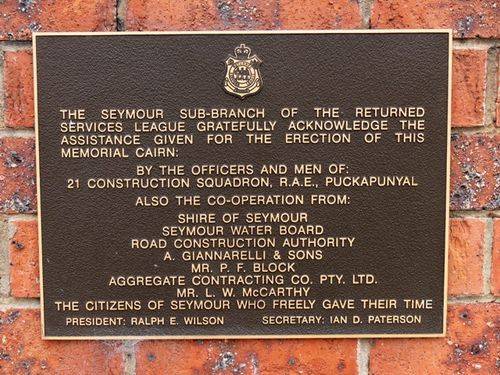 THE SEYMOUR SUB-BRANCH OF THE RETURNED
SERVICES LEAGUE GRATEFULLY ACKNOWLEDGE THE
ASSISTANCE GIVEN FOR THE ERECTION OF THIS
MEMORIAL CAIRN:
BY THE OFFICERS AND MEN OF:
21 CONSTRUCTION SQUADRON, R.A.E., PUCKAPUNYAL
ALSO THE CO-OPERATION FROM:
SHIRE OF SEYMOUR
SEYMOUR WATER BOARD
ROAD CONSTRUCTION AUTHORITY
A. GIANNARELLI & SONS
MR. P. F. BLOCK
AGGREGATE CONTRACTING CO. PTY. LTD.
MR. L. W. McCARTHY
THE CITIZENS OF SEYMOUR WHO FREELY GAVE THEIR TIME
PRESIDENT: RALPH E. WILSON SECRETARY: IAN D. PATERSON